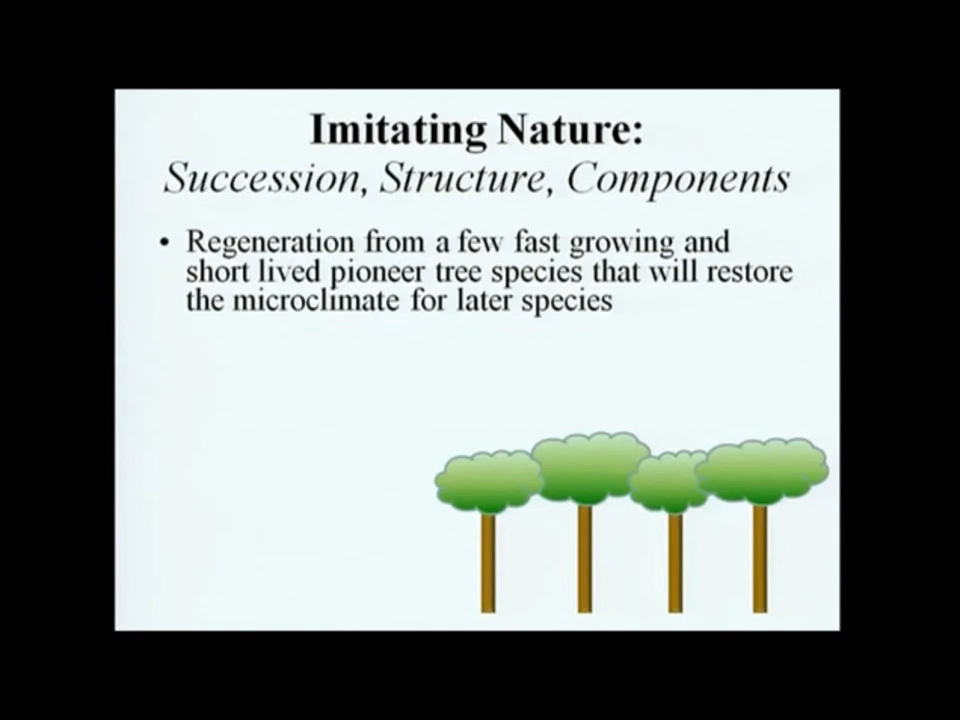 Imitating Nature:
Succession, Structure, Components
• Regeneration from a few fast growing and
short lived pioneer tree species that will restore
the microclimate for later species